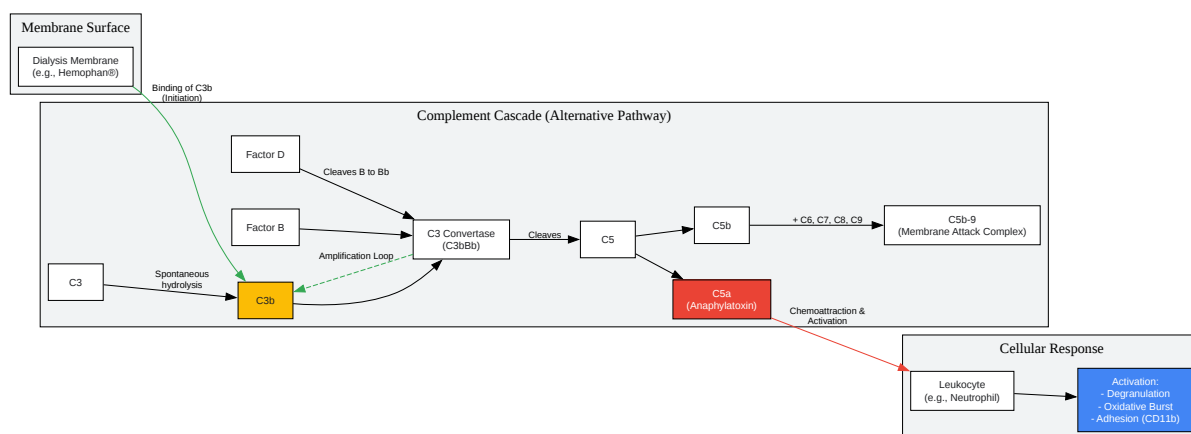 Membrane Surface
Dialysis Membrane
(e.g., Hemophan®)
Binding of C3b
(Initiation)
Complement Cascade (Alternative Pathway)
Factor D
Cleaves B to Bb
Factor B
C3 Convertase
(C3bBb)
Cleaves
C5
C5b
+ C6, C7, C8, C9
C5b-9
(Membrane Attack Complex)
Amplification Loop
C3
Spontaneous
hydrolysis
C3b
C5a
(Anaphylatoxin)
Chemoattraction &
Activation
Cellular Response
Leukocyte
(e.g., Neutrophil)
Activation:
- Degranulation
- Oxidative Burst
- Adhesion (CD11b)